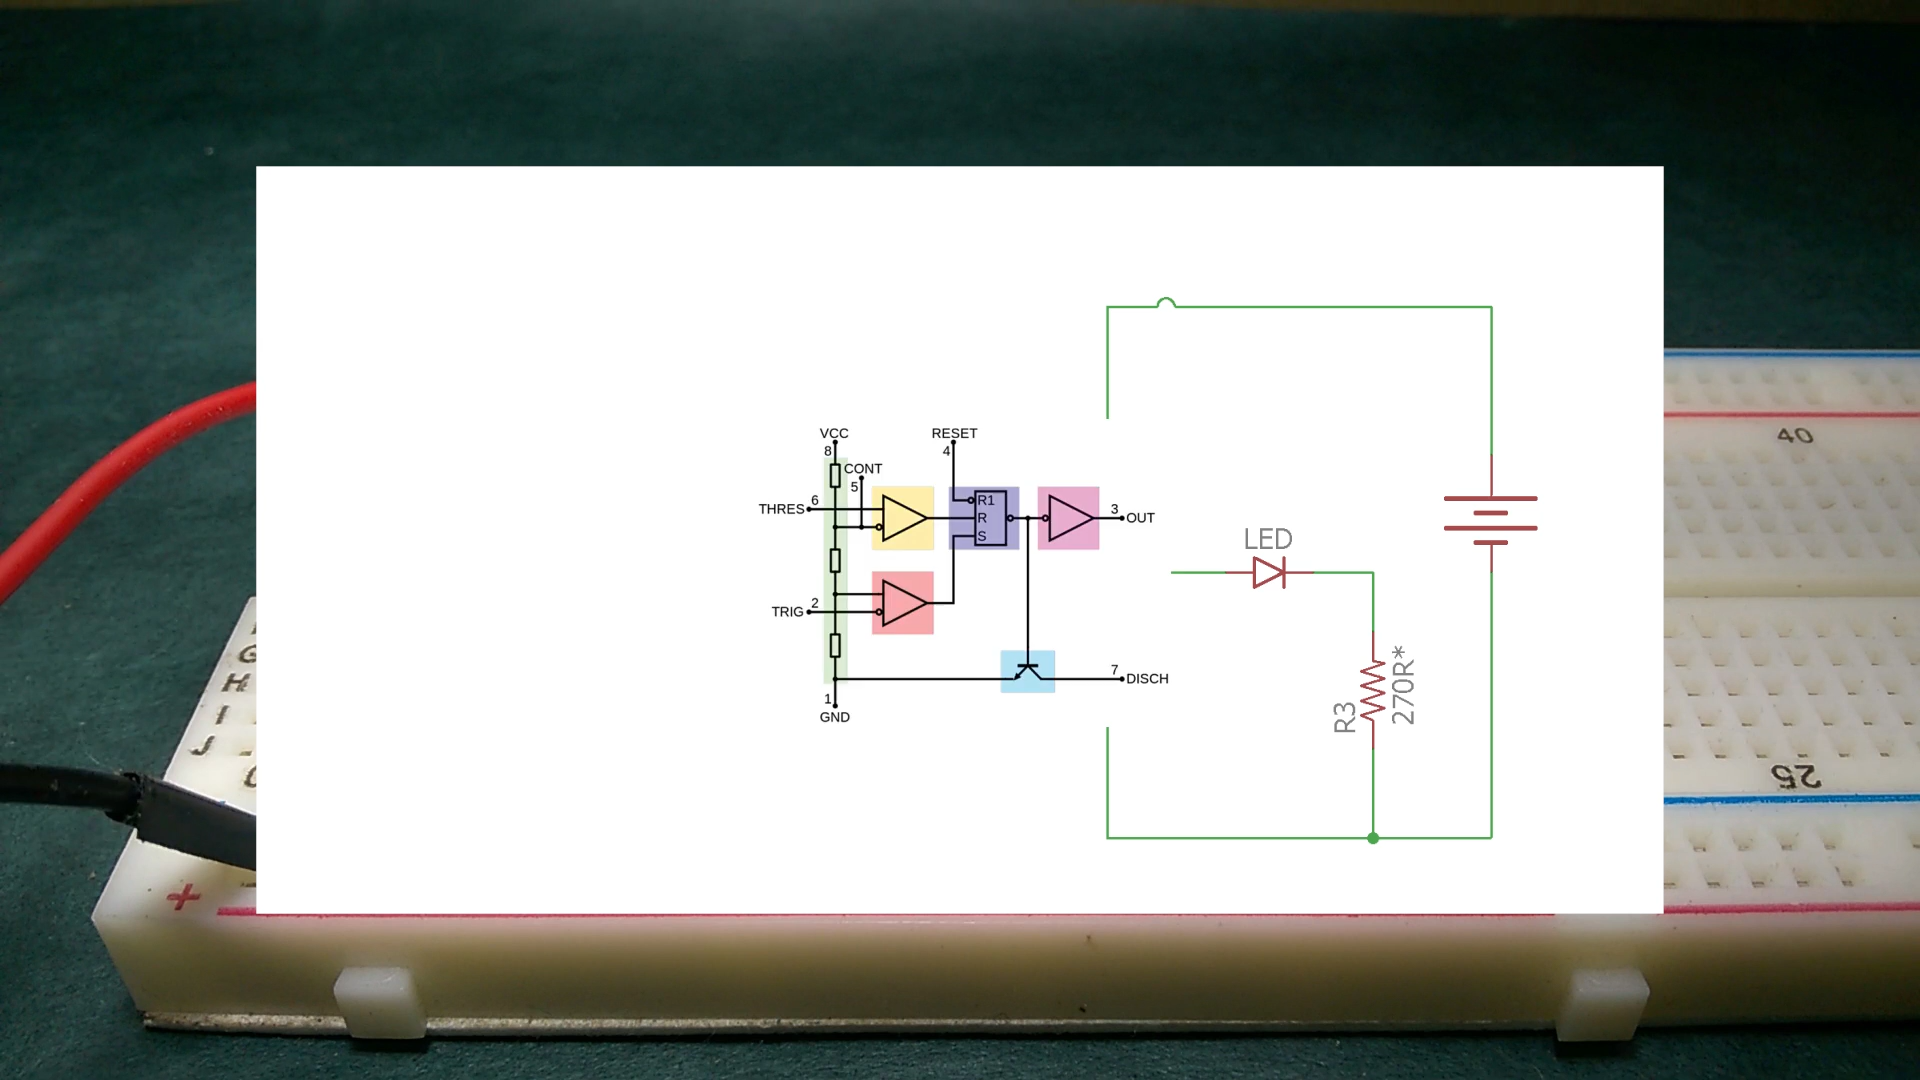 VCC
8
RESET
4
CONT
5
THRES 6
R1
R
S
3 OUT
TRIG 2
7 DISCH
1
GND
LED
R3
270R*
40
G
H
I
J
25
+